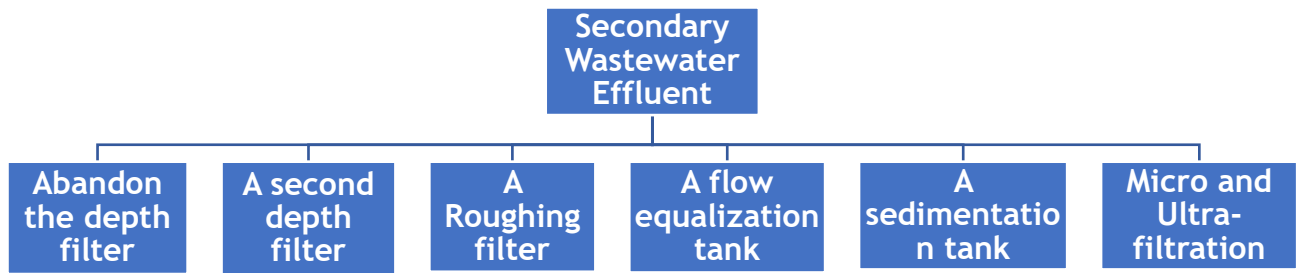 Secondary
Wastewater
Effluent
Abandon
the depth
filter
A second
depth
filter
A
Roughing
filter
A flow
equalization
tank
A
sedimentatio
n tank
Micro and
Ultra-
filtration